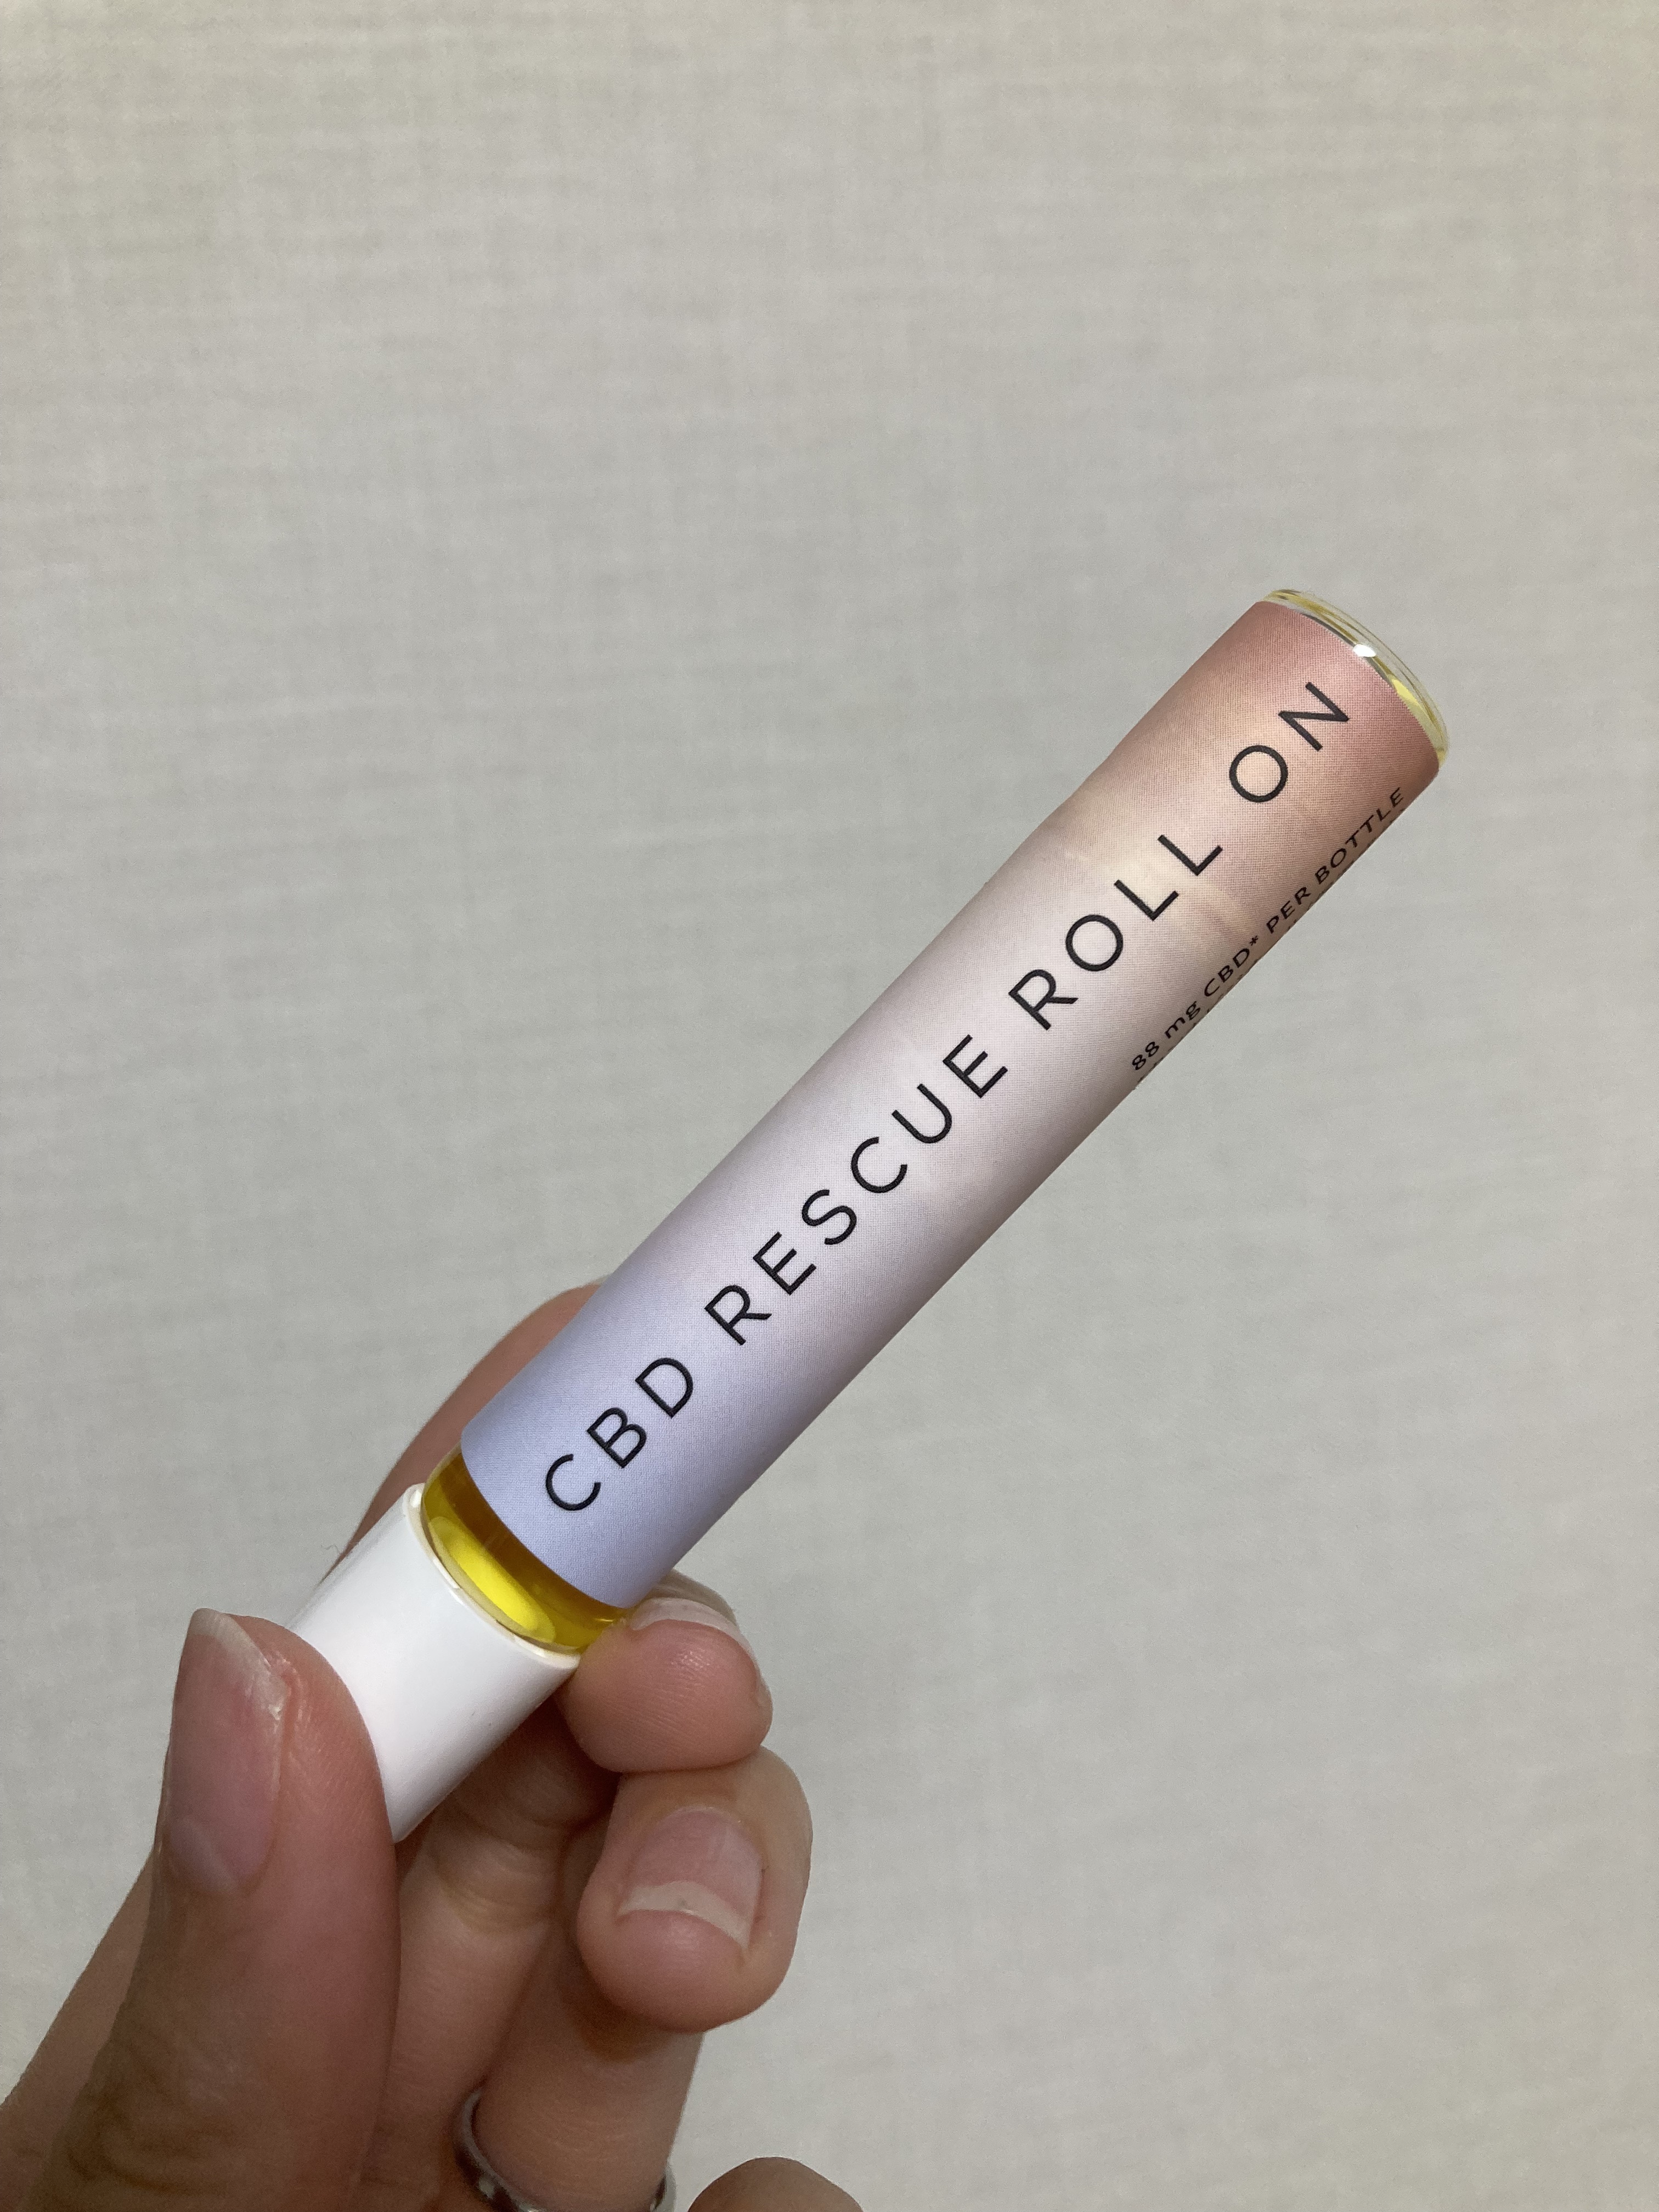 CBD RESCUE ROLL ON
88 mg CBD* PER BOTTLE